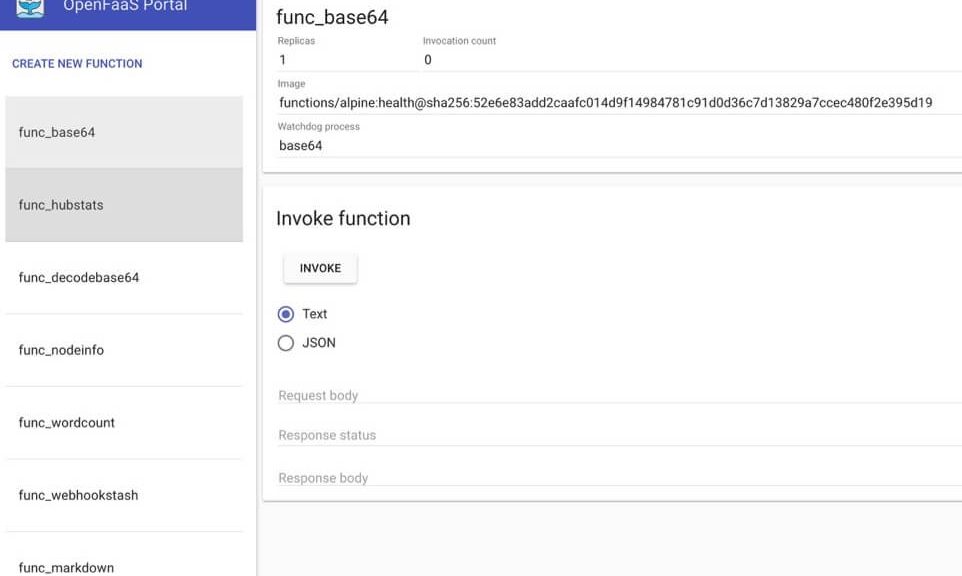 OpenFaaS Portal
CREATE NEW FUNCTION
func_base64
func_hubstats
func_decodebase64
func_nodeinfo
func_wordcount
func_webhookstash
func_markdown
func_base64
Replicas
1
Invocation count
0
Image
functions/alpine:health@sha256:52e6e83add2caafc014d9f14984781c91d0d36c7d13829a7ccec480f2e395d19
Watchdog process
base64
Invoke function
INVOKE
Text
JSON
Request body
Response status
Response body